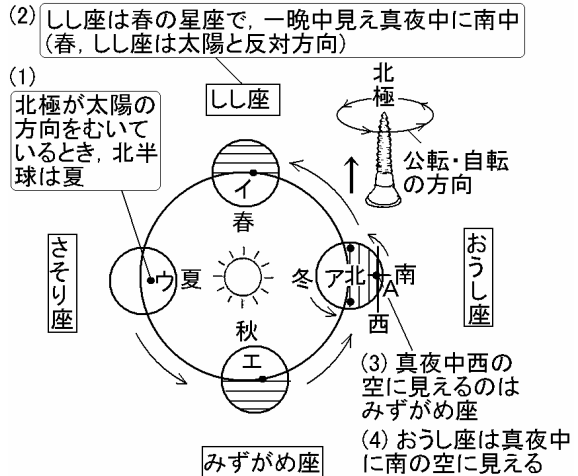 (2)
しし座は春の星座で，一晩中見え真夜中に南中
(春，しし座は太陽と反対方向)
(1)
北極が太陽の
方向をむいて
いるとき，北半
球は夏
しし座
北極
公転・自転
の方向
イ
春
さそり座
ウ
夏
冬
ア
北
南
A
西
おうし座
秋
エ
(3) 真夜中西の
空に見えるのは
みずがめ座
(4) おうし座は真夜中
に南の空に見える
みずがめ座